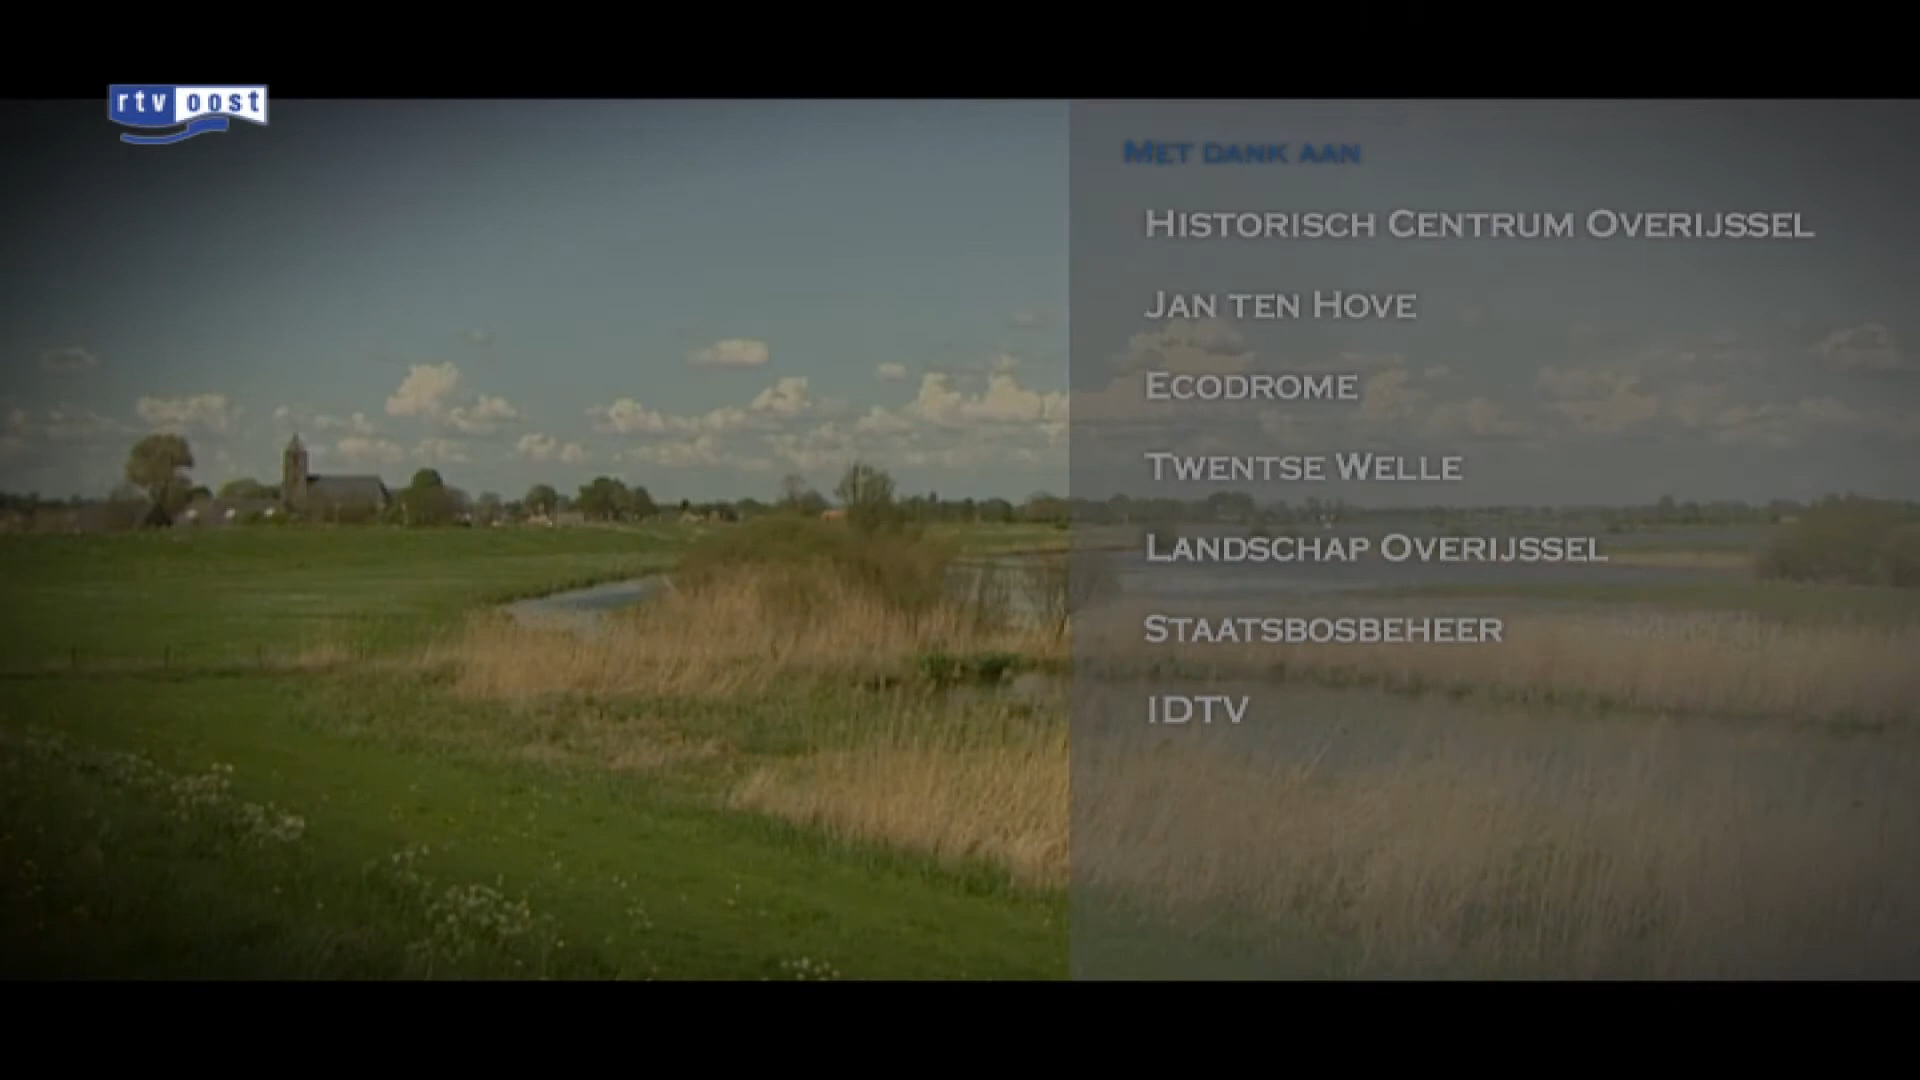 rtv oost
MET DANK AAN
HISTORISCH CENTRUM OVERIJSSEL
JAN TEN HOVE
ECODROME
TWENTSE WELLE
LANDSCHAP OVERIJSSEL
STAATSBOSBEHEER
IDTV